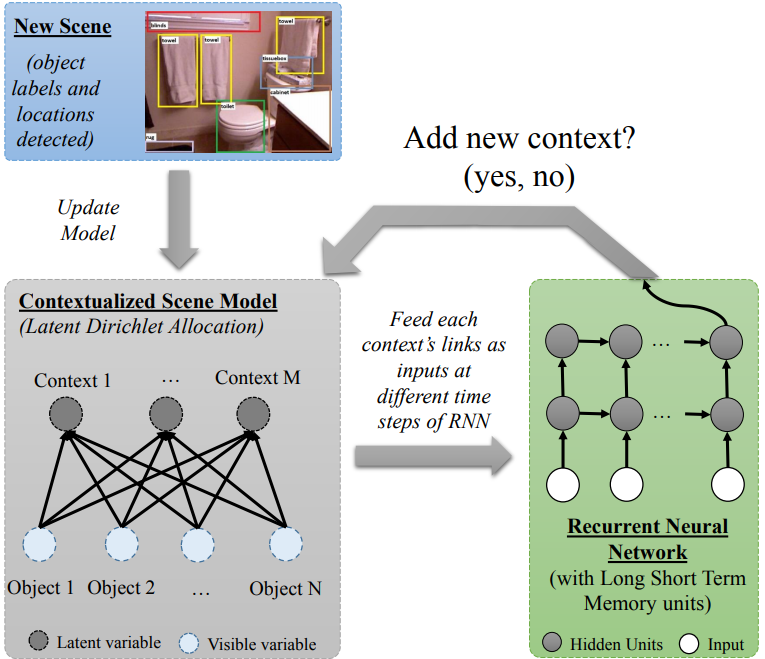 New Scene
(object
labels and
locations
detected)
blinds
towel
towel
towel
tissuebox
cabinet
toilet
rug
Add new context?
(yes, no)
Update
Model
Contextualized Scene Model
(Latent Dirichlet Allocation)
Context 1
...
Context M
Object 1
Object 2
...
Object N
Latent variable
Visible variable
Feed each
context's links as
inputs at
different time
steps of RNN
...
...
Recurrent Neural
Network
(with Long Short Term
Memory units)
Hidden Units
Input